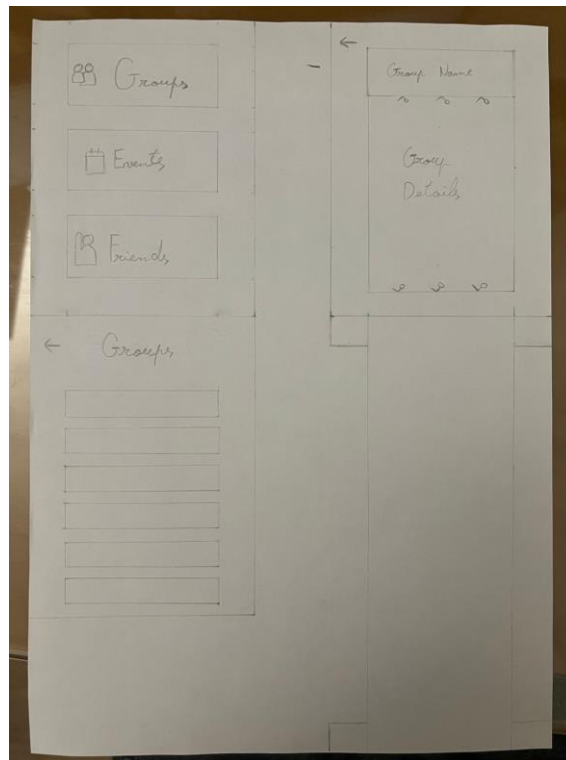 Groups
Events
Friends
Groups
Group Name
Group
Details